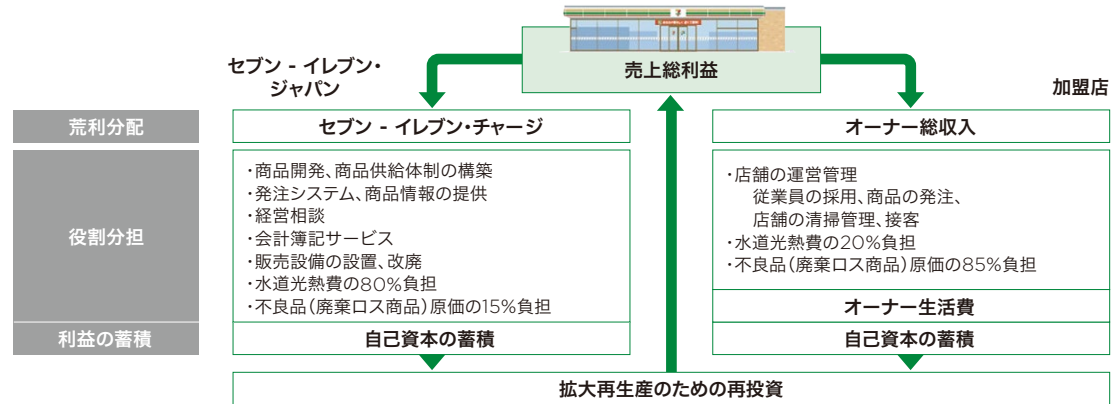 売上総利益
セブン - イレブン・
ジャパン
加盟店
荒利分配
セブン - イレブン・チャージ
オーナー総収入
役割分担
・商品開発、商品供給体制の構築
・発注システム、商品情報の提供
・経営相談
・会計簿記サービス
・販売設備の設置、改廃
・水道光熱費の80%負担
・不良品(廃棄ロス商品)原価の15%負担
・店舗の運営管理
従業員の採用、商品の発注、
店舗の清掃管理、接客
・水道光熱費の20%負担
・不良品(廃棄ロス商品)原価の85%負担
オーナー生活費
利益の蓄積
自己資本の蓄積
自己資本の蓄積
拡大再生産のための再投資